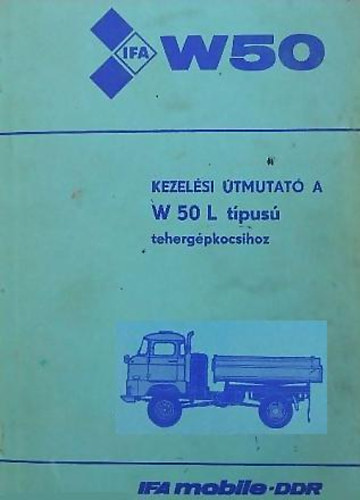 IFA W50
KEZELÉSI ÚTMUTATÓ A
W 50 L típusú
tehergépkocsihoz
IFA mobile-DDR